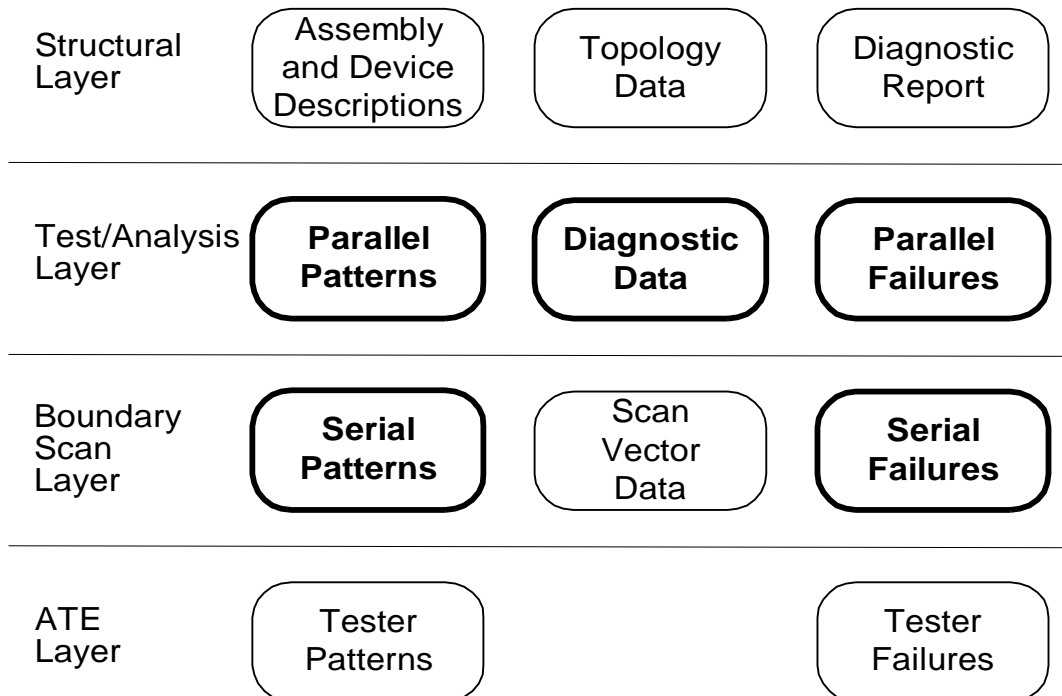 Structural
Layer
Assembly
and Device
Descriptions
Topology
Data
Diagnostic
Report
Test/Analysis
Layer
Parallel
Patterns
Diagnostic
Data
Parallel
Failures
Boundary
Scan
Layer
Serial
Patterns
Scan
Vector
Data
Serial
Failures
ATE
Layer
Tester
Patterns
Tester
Failures